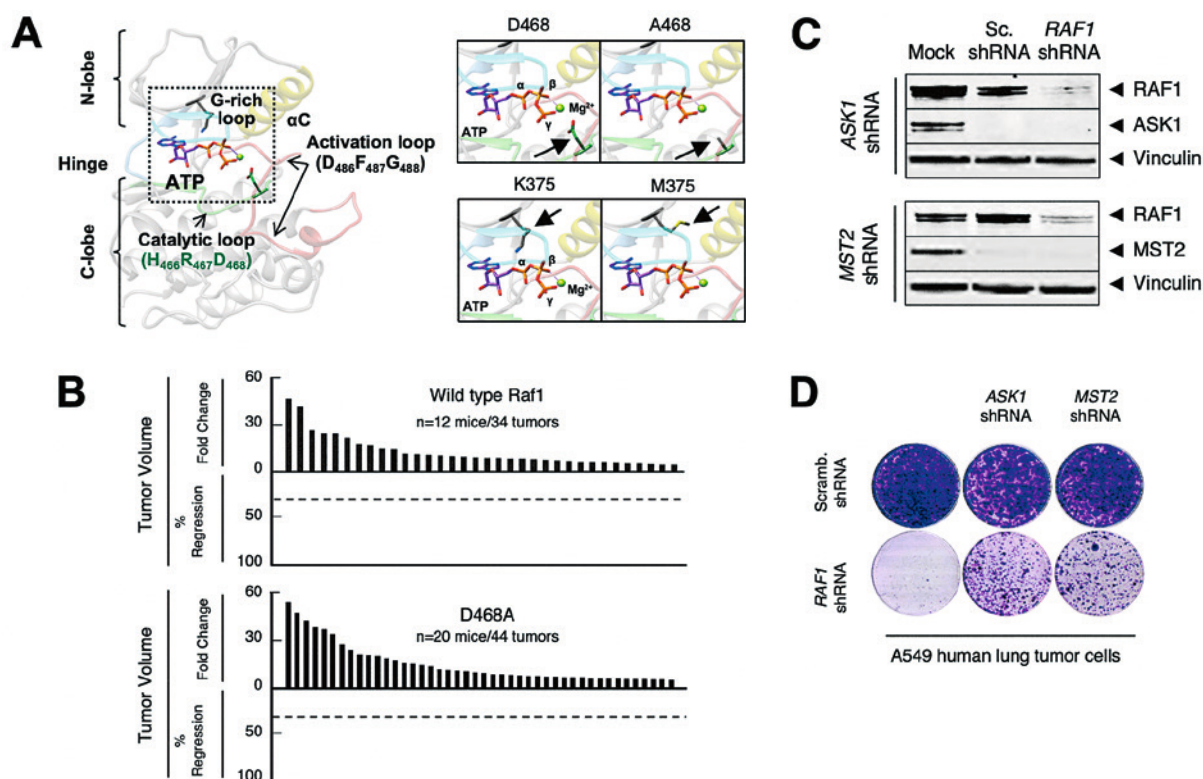 A
N-lobe
Hinge
C-lobe
G-rich
loop
αC
Activation loop
(D486F487G488)
ATP
Catalytic loop
(H466R467D468)
D468
A468
α
β
γ
Mg2+
ATP
K375
M375
α
β
γ
Mg2+
ATP
B
Tumor Volume
Fold Change
%
Regression
60
30
0
50
100
Wild type Raf1
n=12 mice/34 tumors
Tumor Volume
Fold Change
%
Regression
60
30
0
50
100
D468A
n=20 mice/44 tumors
C
Mock
Sc.
shRNA
RAF1
shRNA
ASK1
shRNA
RAF1
ASK1
Vinculin
MST2
shRNA
RAF1
MST2
Vinculin
D
ASK1
shRNA
MST2
shRNA
Scramb.
shRNA
RAF1
shRNA
A549 human lung tumor cells